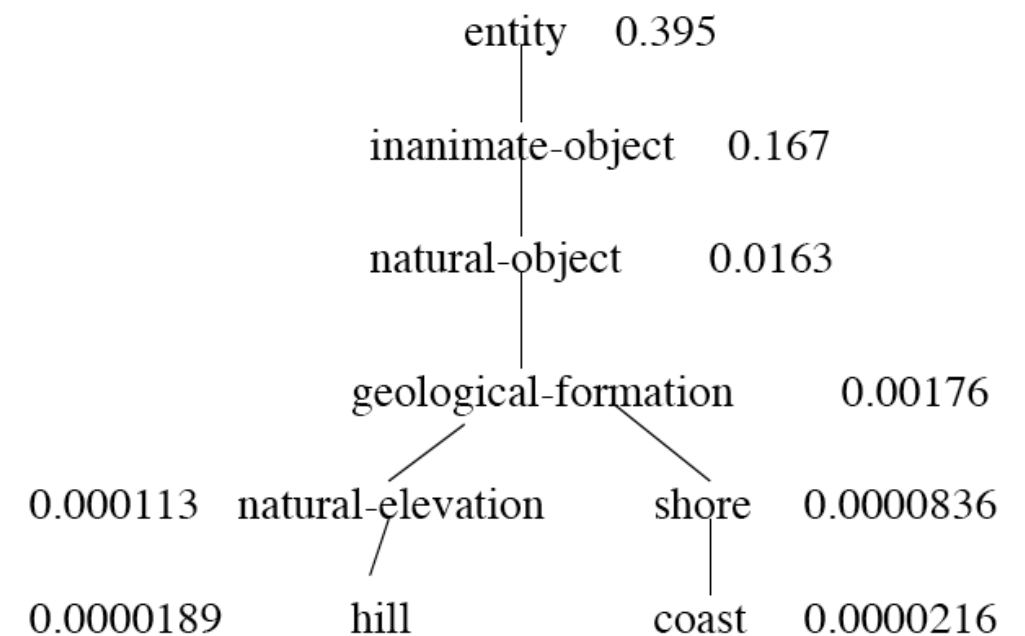 entity 0.395
inanimate-object 0.167
natural-object 0.0163
geological-formation 0.00176
0.000113 natural-elevation shore 0.0000836
0.0000189 hill coast 0.0000216